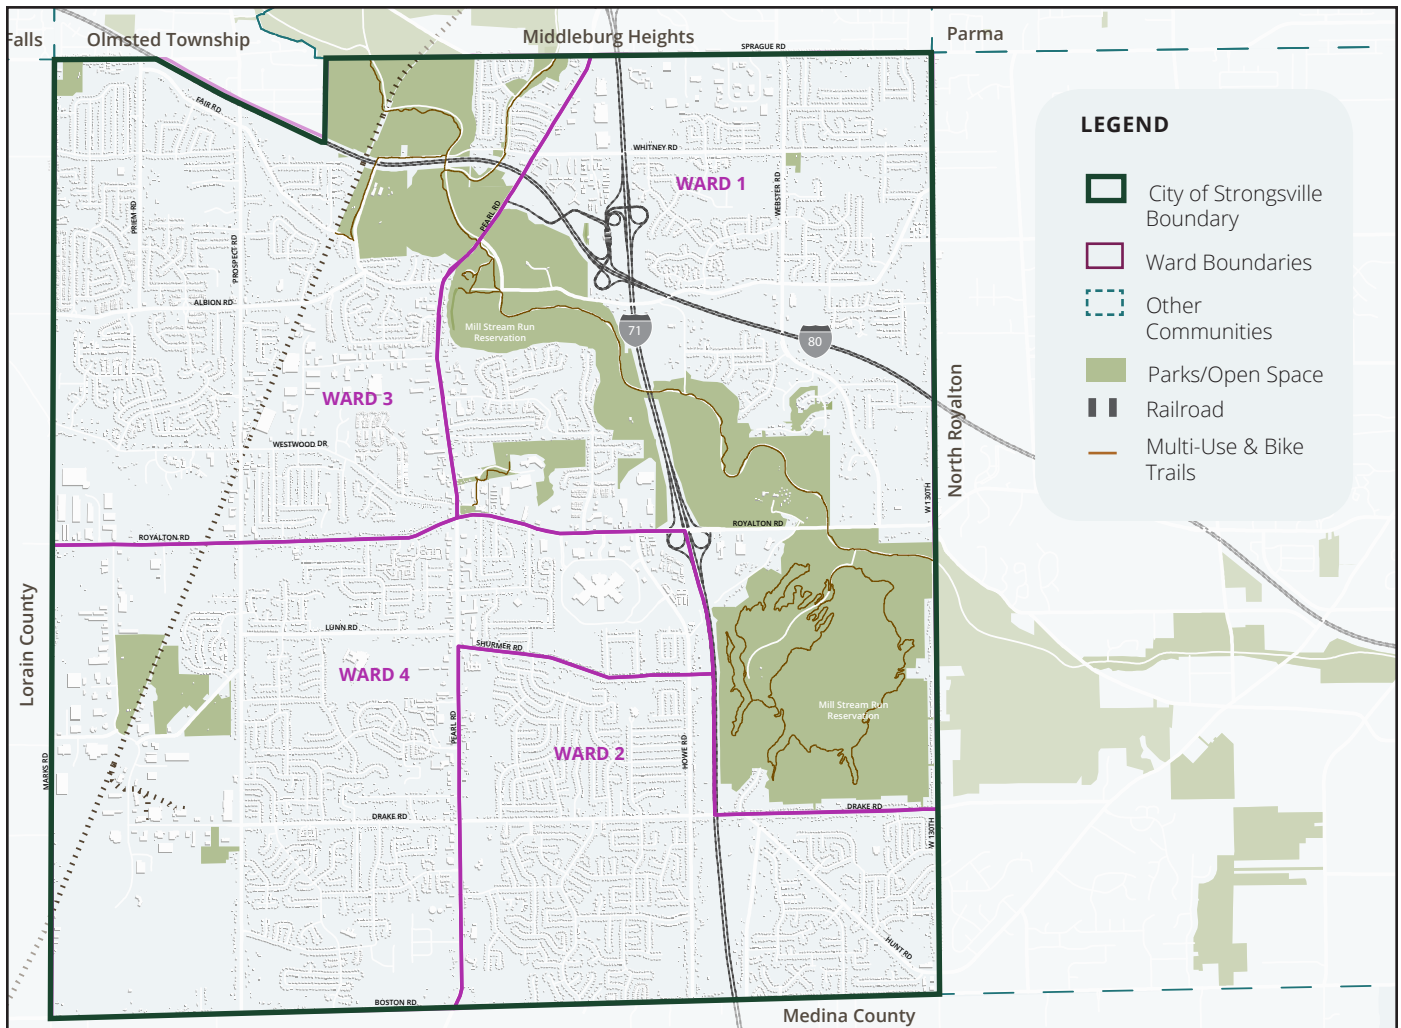 Falls
Olmsted Township
Middleburg Heights
SPRAGUE RD
Parma
FAIR RD
WHITNEY RD
WARD 1
WEBSTER RD
PRIEM RD
PROSPECT RD
PEARL RD
ALBION RD
Mill Stream Run
Reservation
71
80
WARD 3
WESTWOOD DR
North Royalton
W 130TH
ROYALTON RD
ROYALTON RD
Lorain County
LUNN RD
SHURMER RD
WARD 4
PEARL RD
WARD 2
HOWE RD
Mill Stream Run
Reservation
MARKS RD
DRAKE RD
DRAKE RD
W 130TH
HUNT RD
BOSTON RD
Medina County
LEGEND
City of Strongsville
Boundary
Ward Boundaries
Other
Communities
Parks/Open Space
Railroad
Multi-Use & Bike
Trails